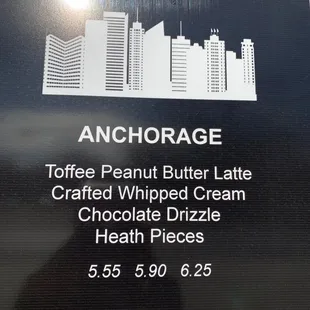 ANCHORAGE
Toffee Peanut Butter Latte
Crafted Whipped Cream
Chocolate Drizzle
Heath Pieces
5.55 5.90 6.25